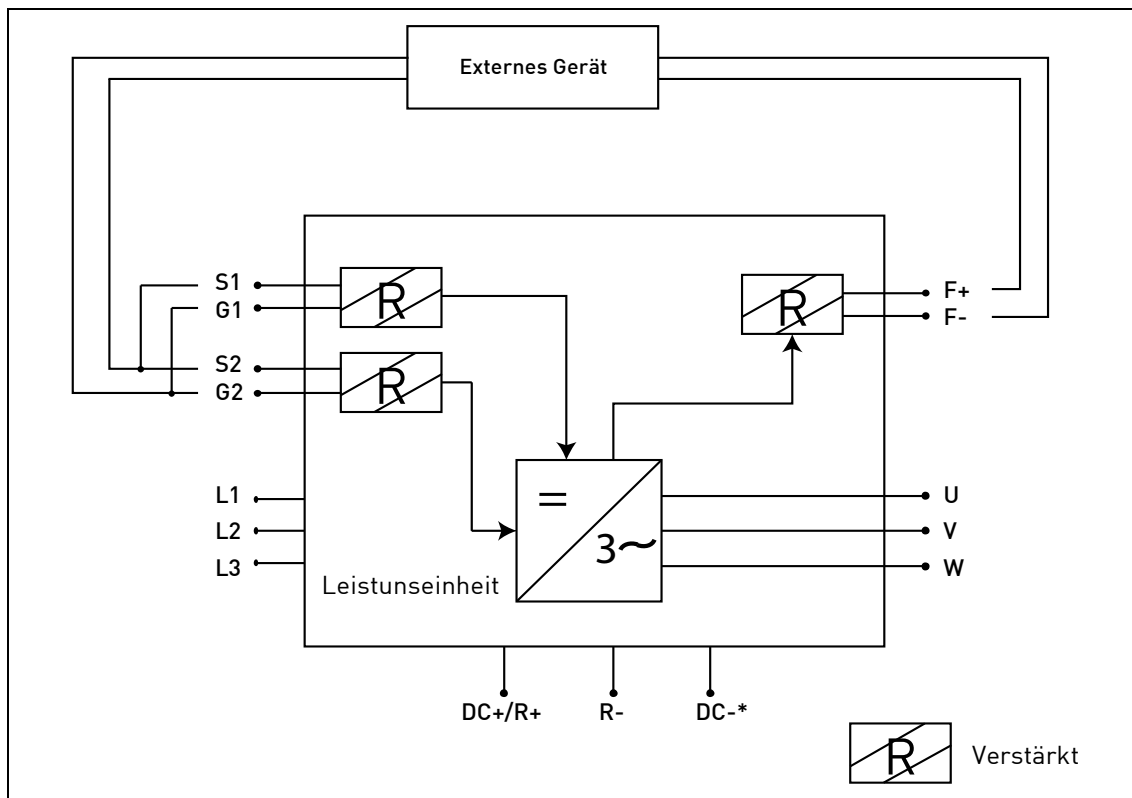 Externes Gerät
S1
G1
S2
G2
R
R
R
F+
F-
L1
L2
L3
=
3~
U
V
W
Leistunseinheit
DC+/R+ R- DC-*
R Verstärkt